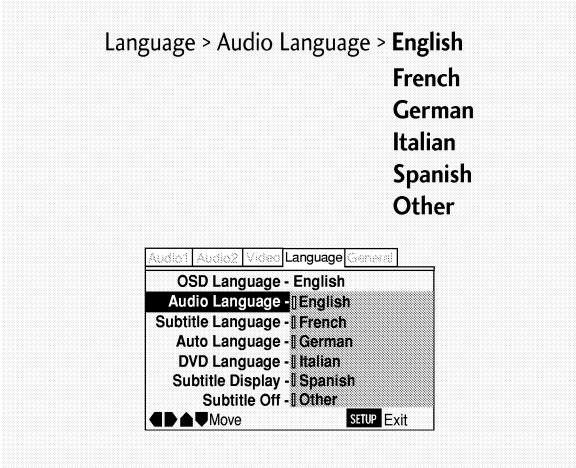 Language > Audio Language > English
French
German
Italian
Spanish
Other
Audio1 Audio2 Video Language General
OSD Language - English
Audio Language - English
Subtitle Language - French
Auto Language - German
DVD Language - Italian
Subtitle Display - Spanish
Subtitle Off - Other
Move SETUP Exit